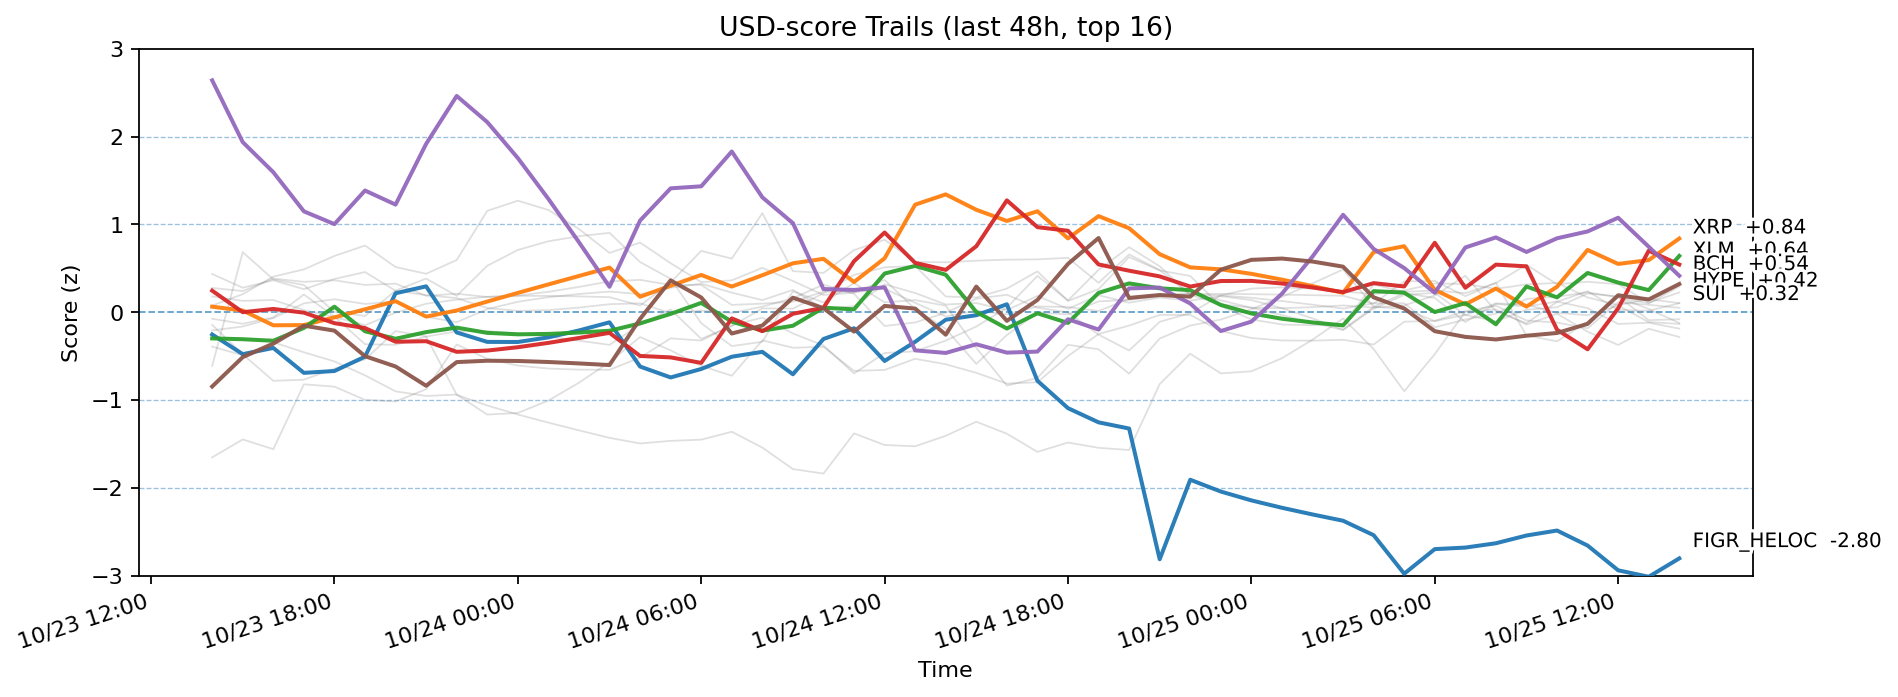 USD-score Trails (last 48h, top 16)
Score (z)
3
2
1
0
−1
−2
−3
XRP +0.84
XLM +0.64
BCH +0.54
HYPE +0.42
SUI +0.32
FIGR_HELOC -2.80
10/23 12:00
10/23 18:00
10/24 00:00
10/24 06:00
10/24 12:00
10/24 18:00
10/25 00:00
10/25 06:00
10/25 12:00
Time